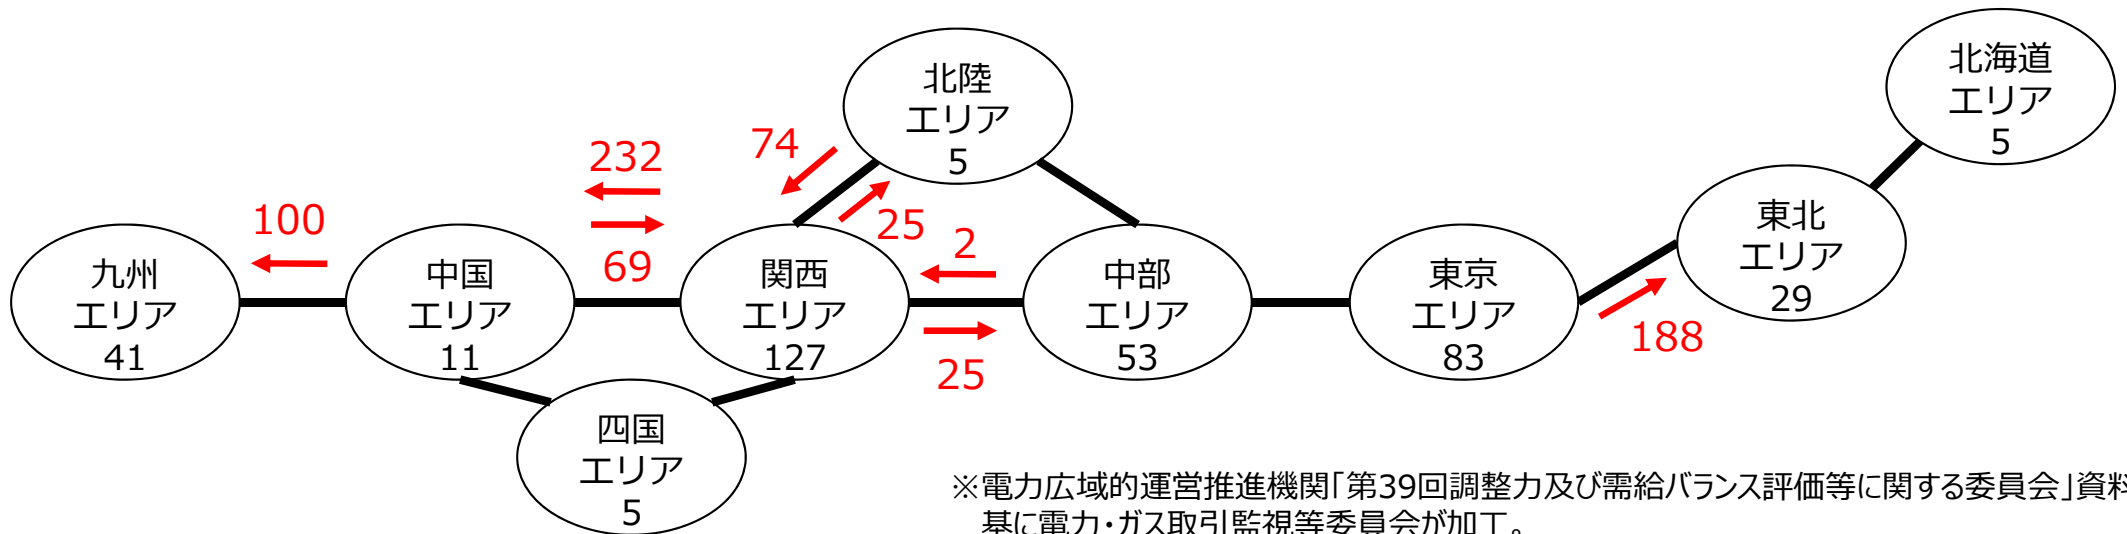 北海道
エリア
5
北陸
エリア
5
74
25
232
69
100
2
25
188
東北
エリア
29
九州
エリア
41
中国
エリア
11
関西
エリア
127
中部
エリア
53
東京
エリア
83
四国
エリア
5
※電力広域的運営推進機関「第39回調整力及び需給バランス評価等に関する委員会」資料
基に電力・ガス取引監視等委員会が加工。